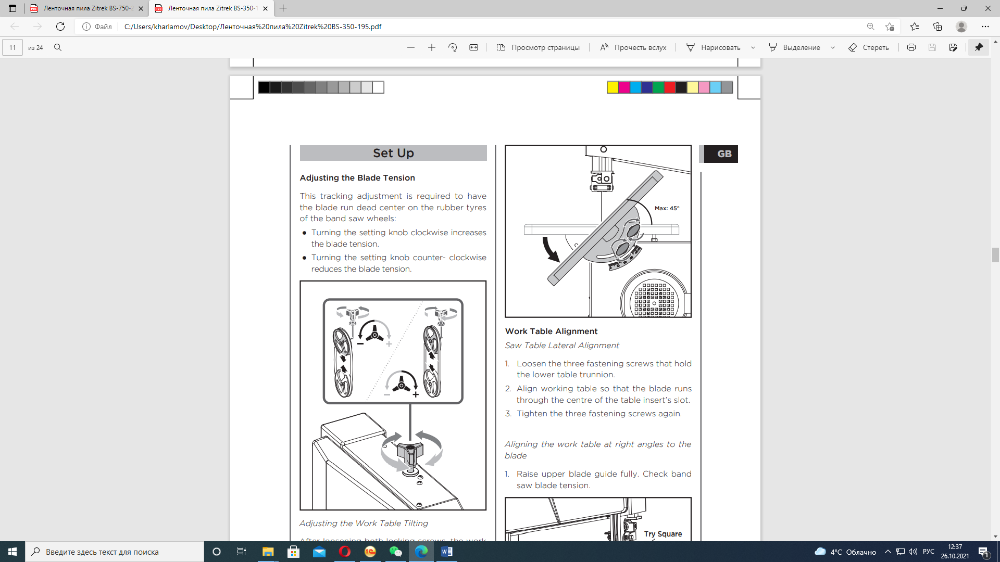 Ленточная пила Zitrek BS-750-2
Ленточная пила Zitrek BS-350-1
Файл
C:/Users/kharlamov/Desktop/Ленточная%20пила%20Zitrek%20BS-350-195.pdf
11 из 24
Просмотр страницы
Прочесть вслух
Нарисовать
Выделение
Стереть
Set Up
Adjusting the Blade Tension
This tracking adjustment is required to have
the blade run dead center on the rubber tyres
of the band saw wheels:
● Turning the setting knob clockwise increases
the blade tension.
● Turning the setting knob counter- clockwise
reduces the blade tension.
− +
− +
Adjusting the Work Table Tilting
After loosening both locking screws, the work
GB
Max: 45°
Work Table Alignment
Saw Table Lateral Alignment
1. Loosen the three fastening screws that hold
the lower table trunnion.
2. Align working table so that the blade runs
through the centre of the table insert's slot.
3. Tighten the three fastening screws again.
Aligning the work table at right angles to the
blade
1. Raise upper blade guide fully. Check band
saw blade tension.
Try Square
Введите здесь текст для поиска
4°C Облачно
РУС
12:37
26.10.2021
1